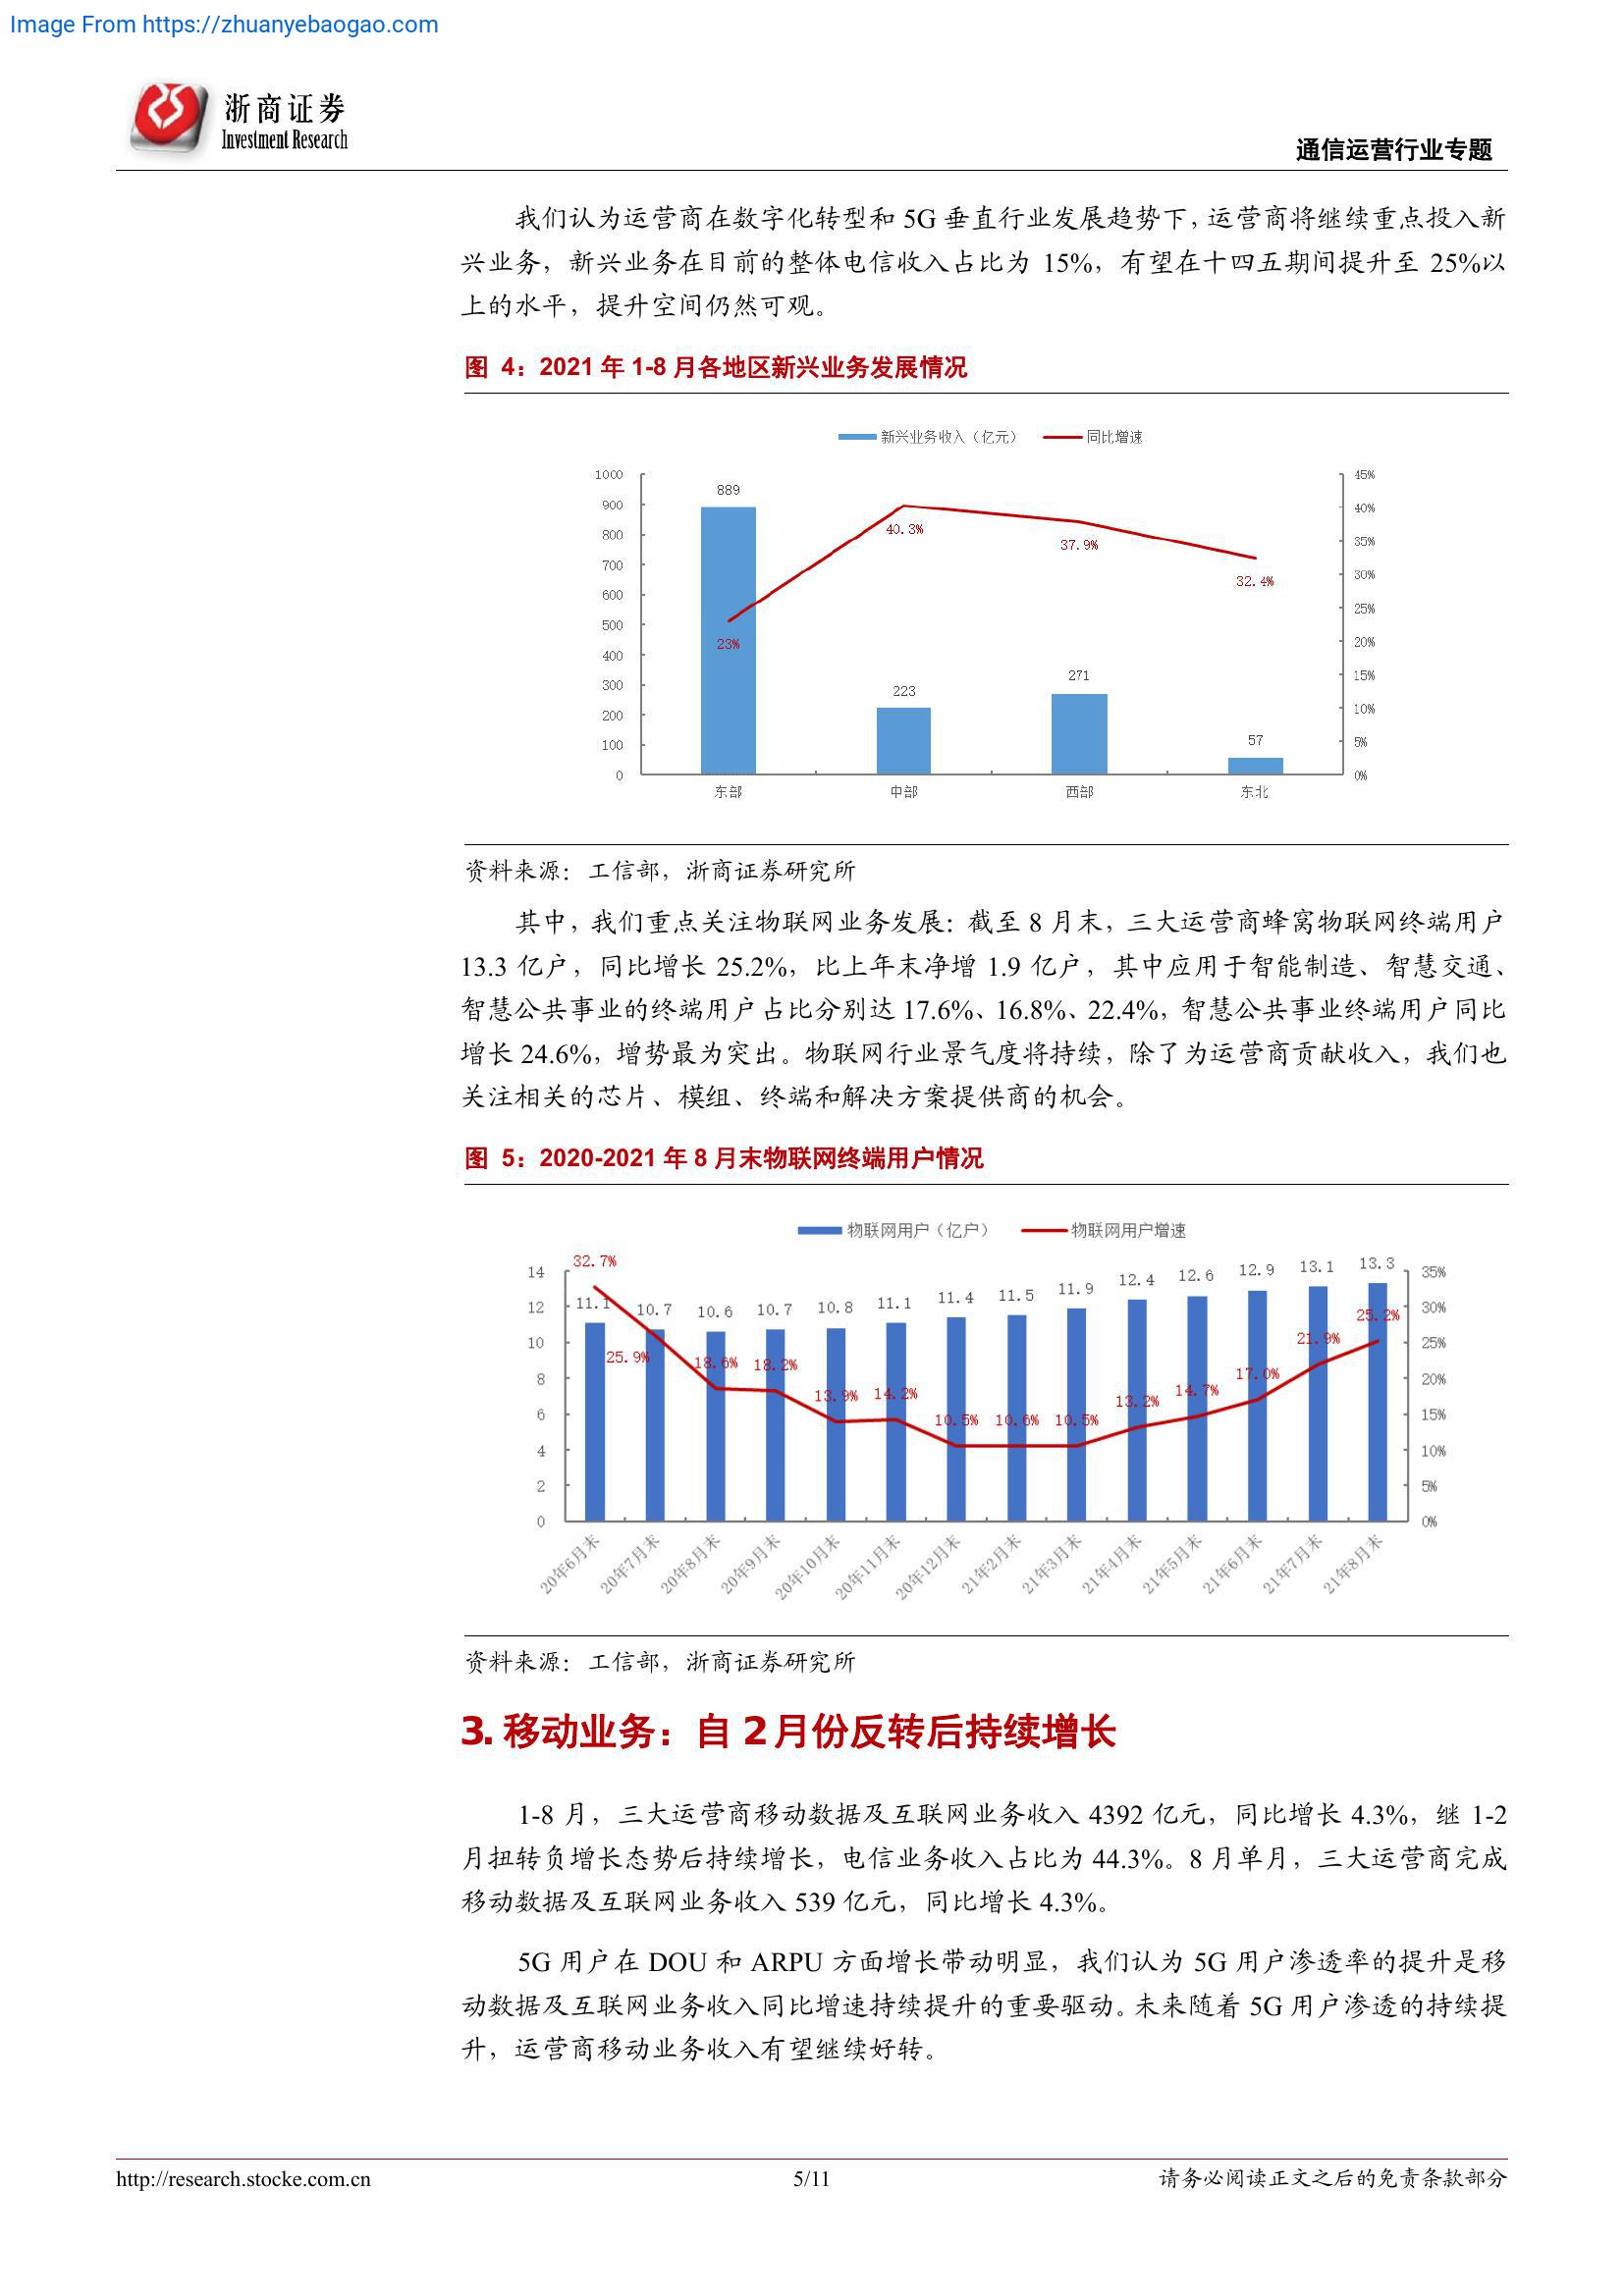 Image From https://zhuanyebaogao.com
浙商证券
Investment Research
通信运营行业专题
我们认为运营商在数字化转型和 5G 垂直行业发展趋势下，运营商将继续重点投入新
兴业务，新兴业务在目前的整体电信收入占比为 15%，有望在十四五期间提升至 25%以
上的水平，提升空间仍然可观。
图 4：2021 年 1-8 月各地区新兴业务发展情况
新兴业务收入（亿元） 同比增速
1000 45%
900 40%
800 35%
700 30%
600 25%
500 20%
400 15%
300 10%
200 5%
100 0%
0
889 223 271 57
23% 40.3% 37.9% 32.4%
东部 中部 西部 东北
资料来源：工信部，浙商证券研究所
其中，我们重点关注物联网业务发展：截至 8 月末，三大运营商蜂窝物联网终端用户
13.3 亿户，同比增长 25.2%，比上年末净增 1.9 亿户，其中应用于智能制造、智慧交通、
智慧公共事业的终端用户占比分别达 17.6%、16.8%、22.4%，智慧公共事业终端用户同比
增长 24.6%，增势最为突出。物联网行业景气度将持续，除了为运营商贡献收入，我们也
关注相关的芯片、模组、终端和解决方案提供商的机会。
图 5：2020-2021 年 8 月末物联网终端用户情况
物联网用户（亿户） 物联网用户增速
14 35%
12 30%
10 25%
8 20%
6 15%
4 10%
2 5%
0 0%
11.1 10.7 10.6 10.7 10.8 11.1 11.4 11.5 11.9 12.4 12.6 12.9 13.1 13.3
32.7% 25.9% 18.6% 18.2% 13.9% 14.2% 10.5% 10.6% 10.5% 13.2% 14.7% 17.0% 21.9% 25.2%
20年6月末 20年7月末 20年8月末 20年9月末 20年10月末 20年11月末 20年12月末 21年2月末 21年3月末 21年4月末 21年5月末 21年6月末 21年7月末 21年8月末
资料来源：工信部，浙商证券研究所
3. 移动业务：自 2 月份反转后持续增长
1-8 月，三大运营商移动数据及互联网业务收入 4392 亿元，同比增长 4.3%，继 1-2
月扭转负增长态势后持续增长，电信业务收入占比为 44.3%。8 月单月，三大运营商完成
移动数据及互联网业务收入 539 亿元，同比增长 4.3%。
5G 用户在 DOU 和 ARPU 方面增长带动明显，我们认为 5G 用户渗透率的提升是移
动数据及互联网业务收入同比增速持续提升的重要驱动。未来随着 5G 用户渗透的持续提
升，运营商移动业务收入有望继续好转。
http://research.stocke.com.cn 5/11 请务必阅读正文之后的免责条款部分